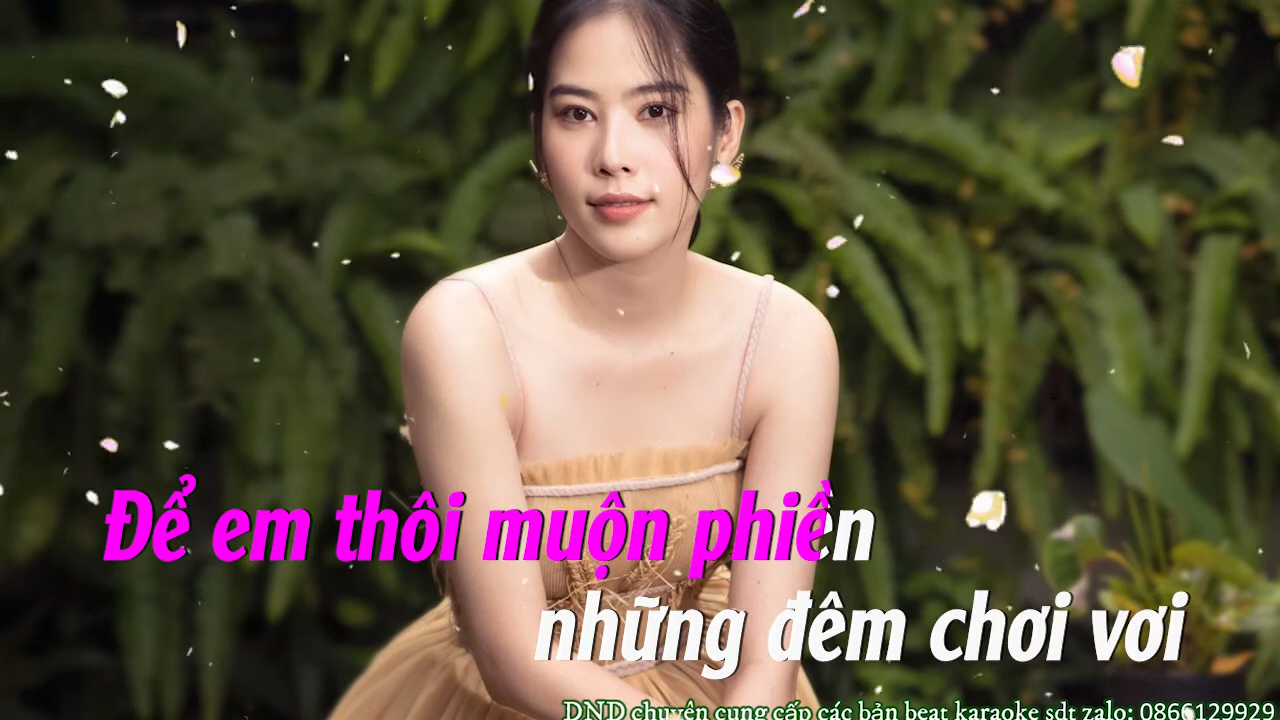 Để em thôi muộn phiền
những đêm chơi vơi
DND chuyên cung cấp các bản beat karaoke sdt zalo: 0866129929